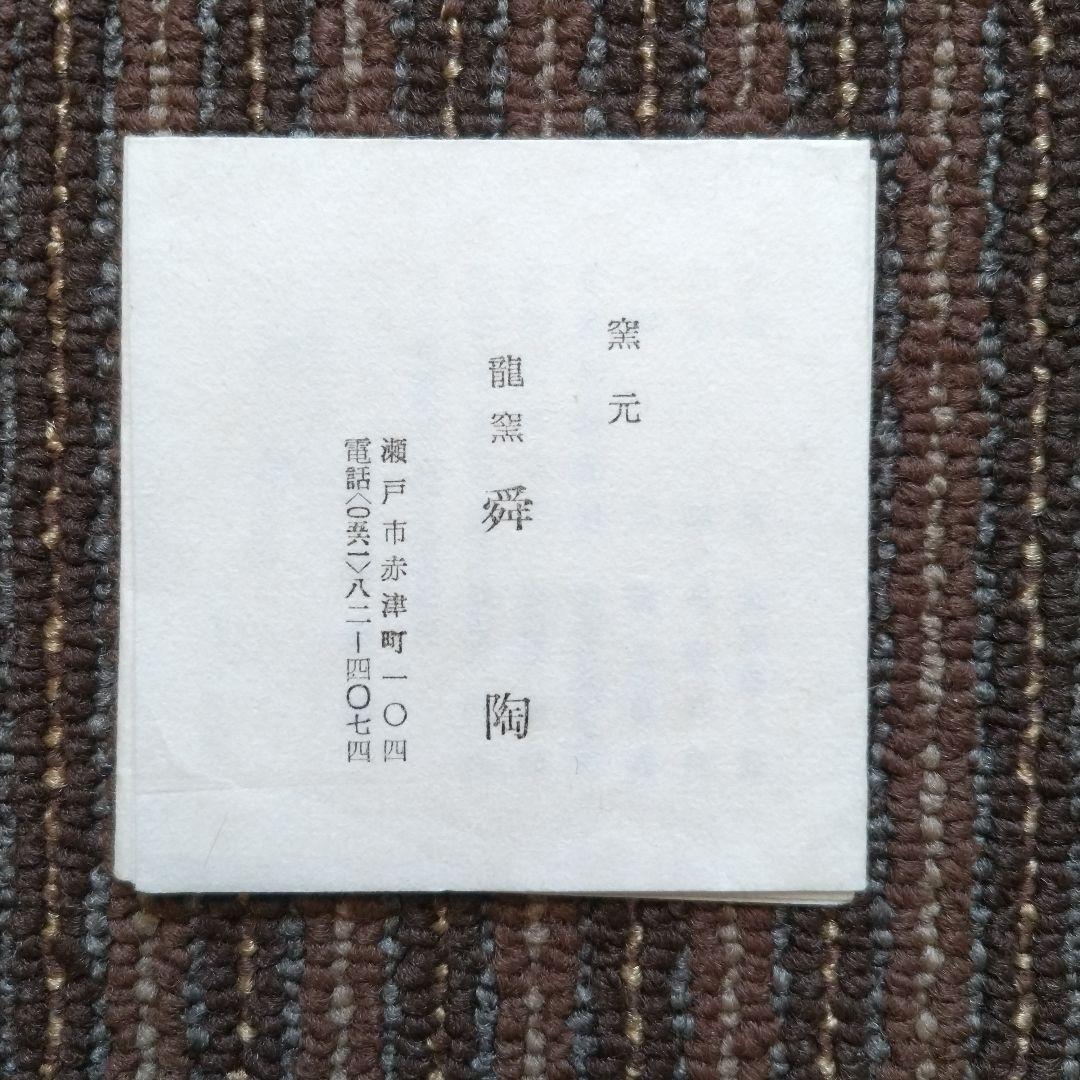 窯元
龍窯 舜陶
瀬戸市赤津町一〇四
電話〈〇五六一〉八二ー四〇七四